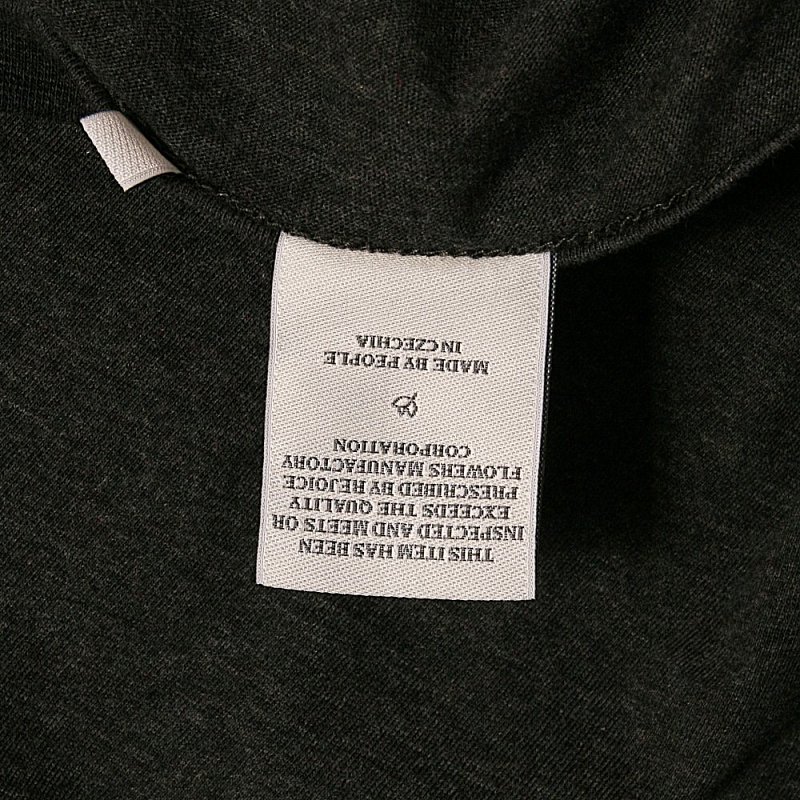 THIS ITEM HAS BEEN
INSPECTED AND MEETS OR
EXCEEDS THE QUALITY
PRESCRIBED BY REJOICE
FLOWERS MANUFACTORY
CORPORATION
MADE BY PEOPLE
IN CZECHIA